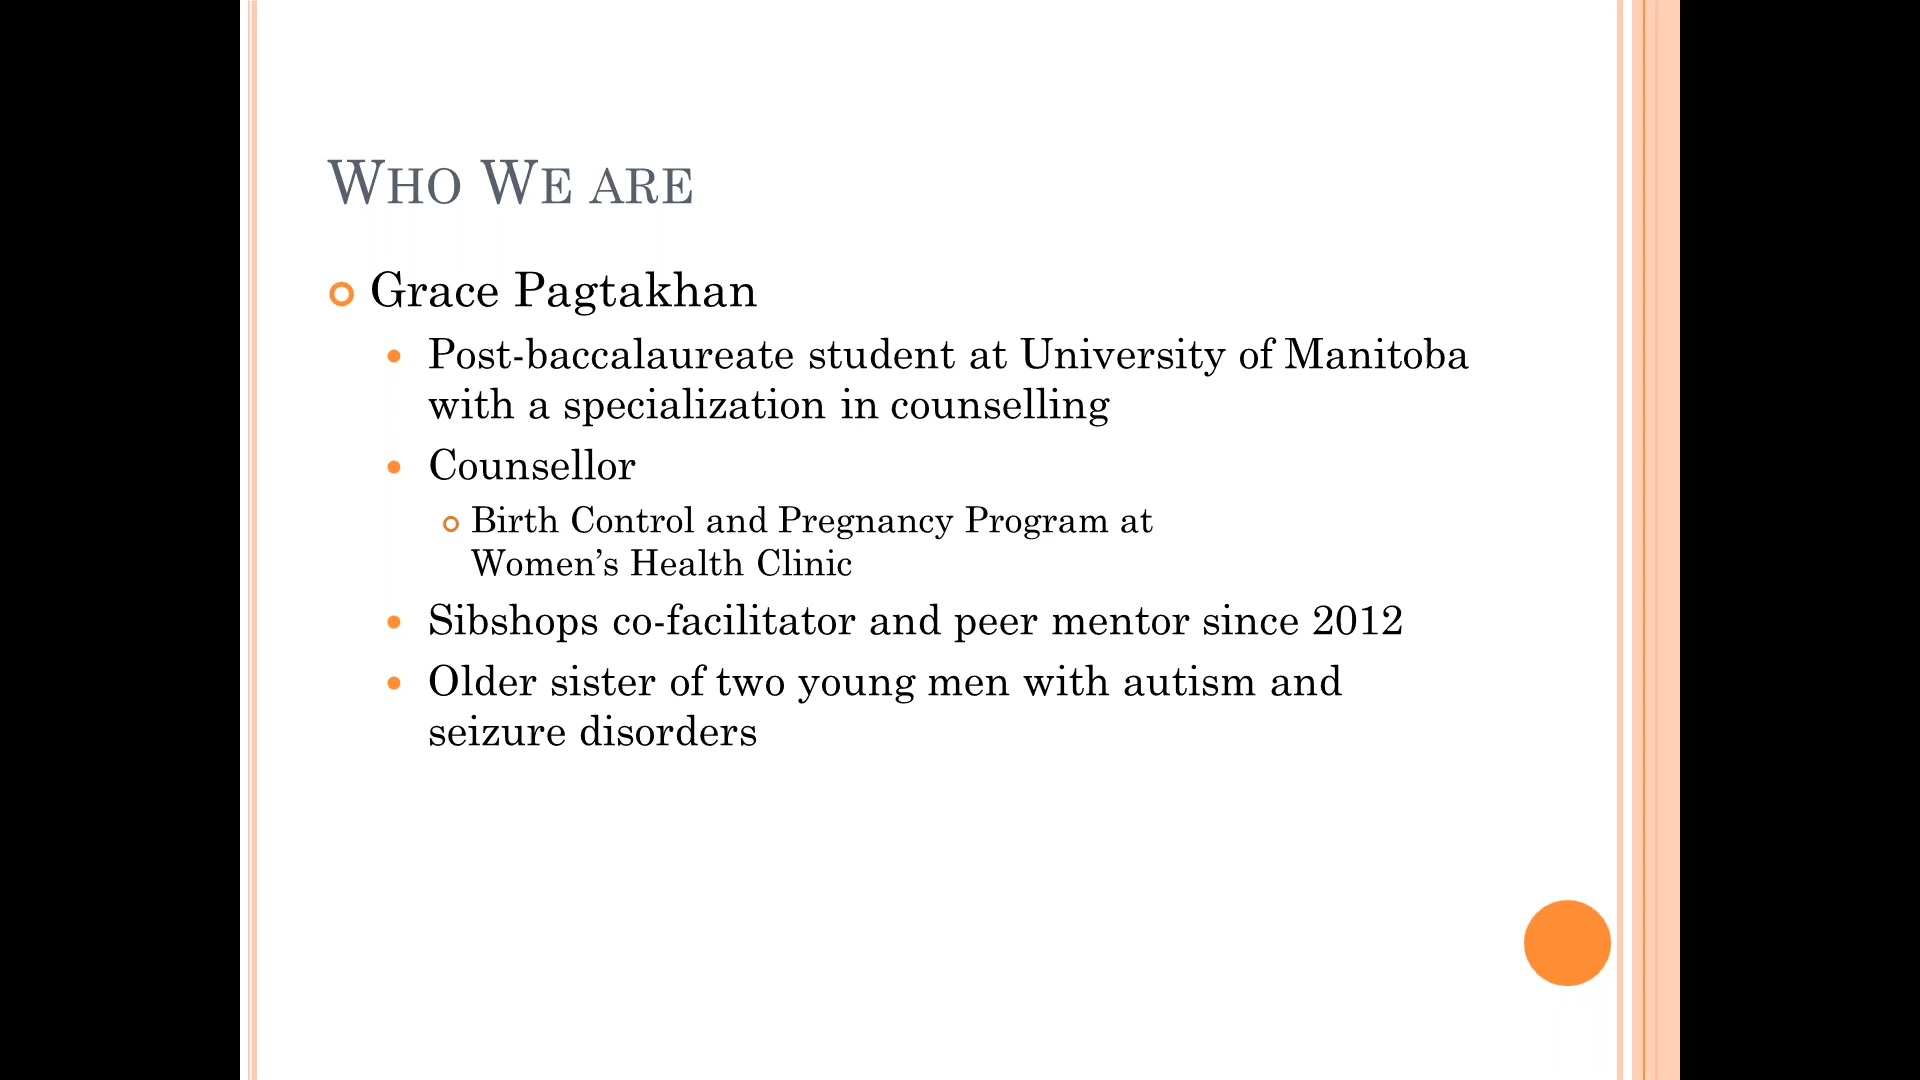 Who We are
Grace Pagtakhan
Post-baccalaureate student at University of Manitoba
with a specialization in counselling
Counsellor
Birth Control and Pregnancy Program at
Women’s Health Clinic
Sibshops co-facilitator and peer mentor since 2012
Older sister of two young men with autism and
seizure disorders